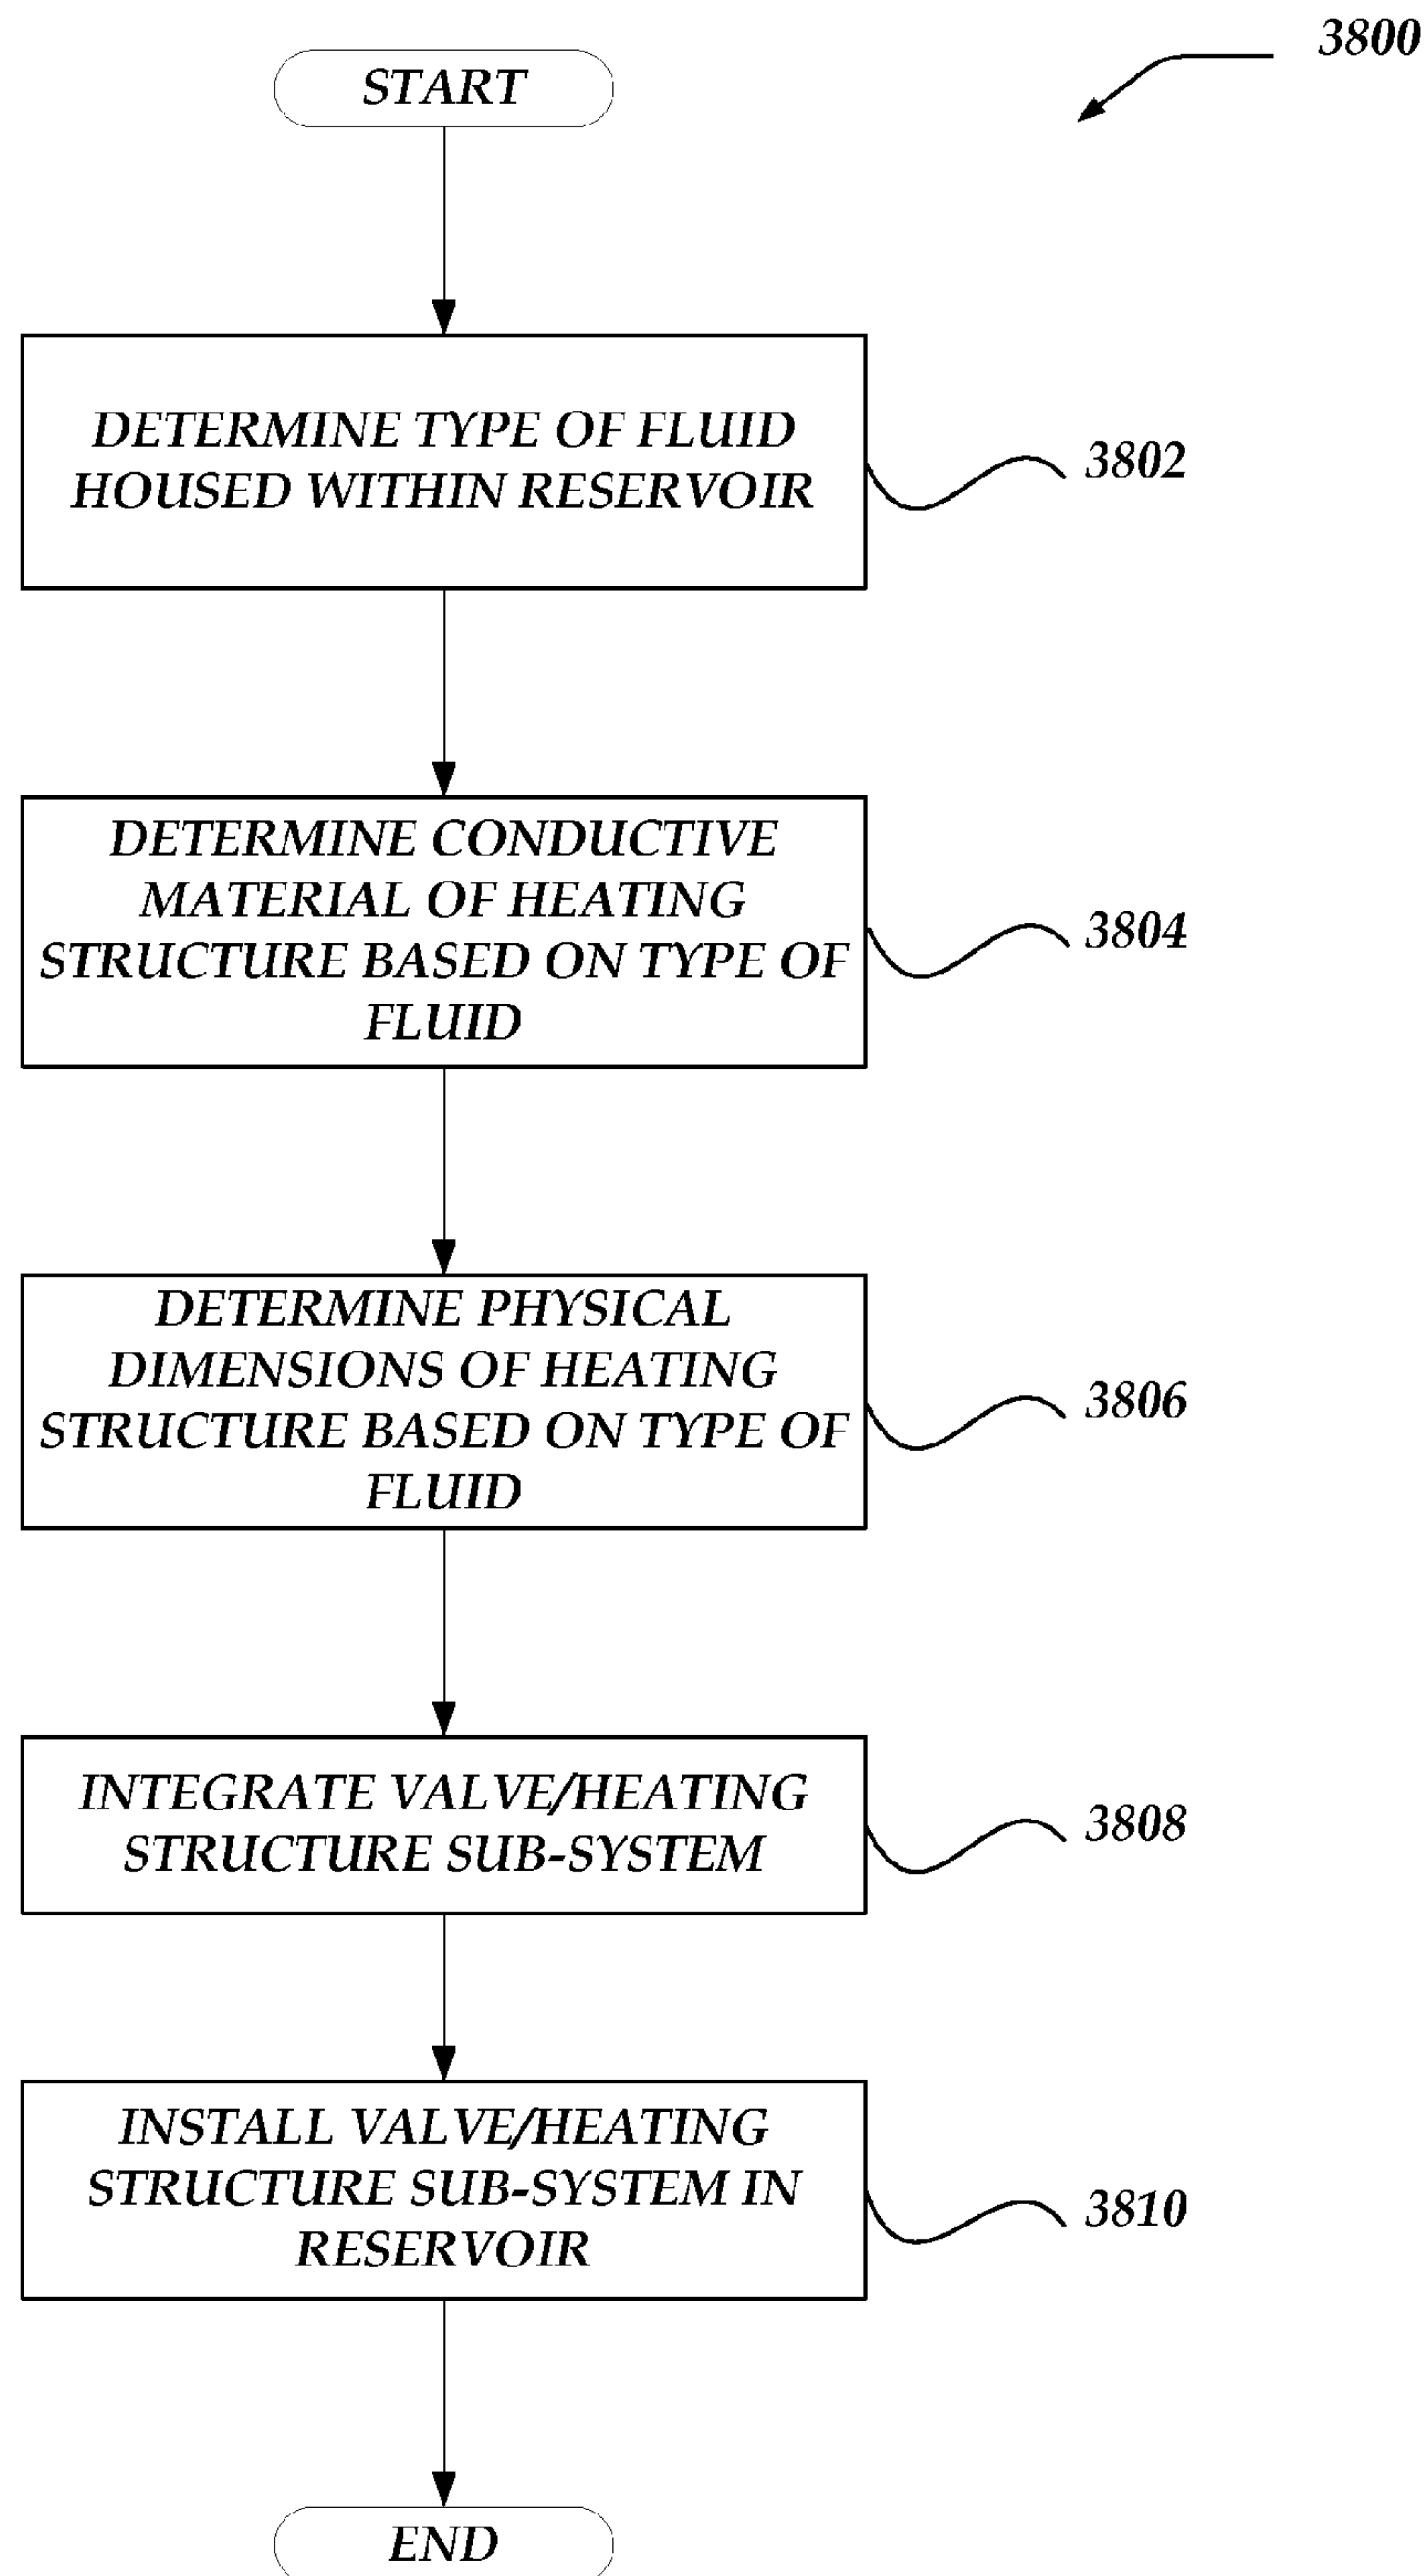 3800
START
DETERMINE TYPE OF FLUID
HOUSED WITHIN RESERVOIR
3802
DETERMINE CONDUCTIVE
MATERIAL OF HEATING
STRUCTURE BASED ON TYPE OF
FLUID
3804
DETERMINE PHYSICAL
DIMENSIONS OF HEATING
STRUCTURE BASED ON TYPE OF
FLUID
3806
INTEGRATE VALVE/HEATING
STRUCTURE SUB-SYSTEM
3808
INSTALL VALVE/HEATING
STRUCTURE SUB-SYSTEM IN
RESERVOIR
3810
END